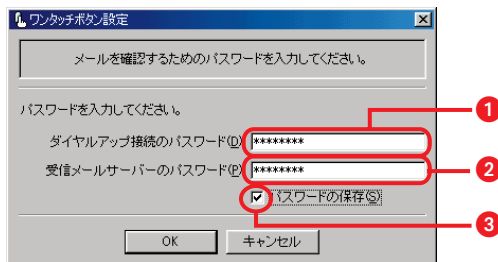 ワンタッチボタン設定
メールを確認するためのパスワードを入力してください。
パスワードを入力してください。
ダイヤルアップ接続のパスワード(D) ******** 1
受信メールサーバーのパスワード(P) ******** 2
パスワードの保存(S)
3
OK キャンセル